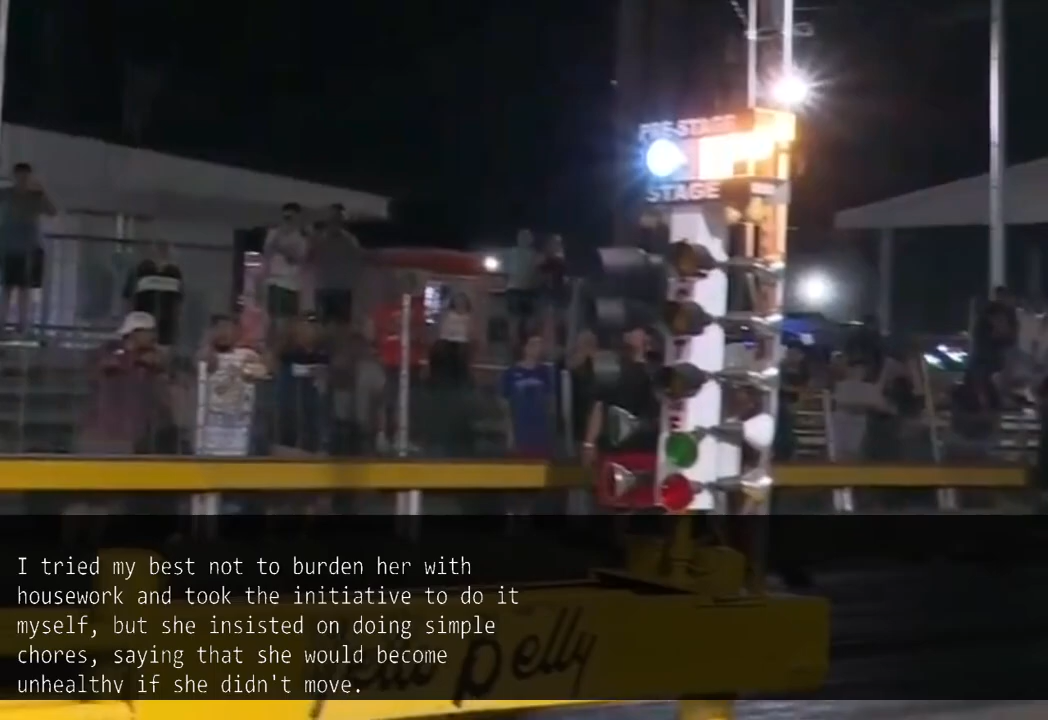 PRE-STAGE
STAGE
I tried my best not to burden her with
housework and took the initiative to do it
myself, but she insisted on doing simple
chores, saying that she would become
unhealthy if she didn't move.
Belly